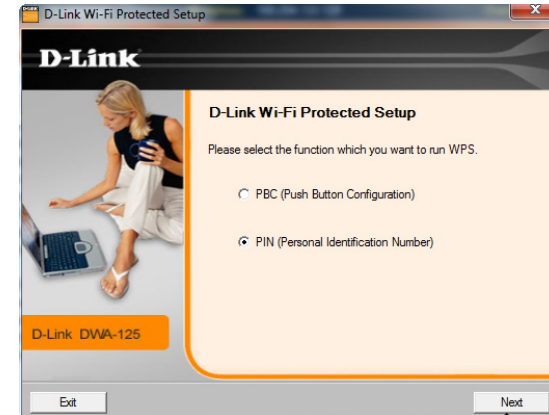 D-Link Wi-Fi Protected Setup
D-Link
D-Link Wi-Fi Protected Setup
Please select the function which you want to run WPS.
PBC (Push Button Configuration)
PIN (Personal Identification Number)
D-Link DWA-125
Exit
Next